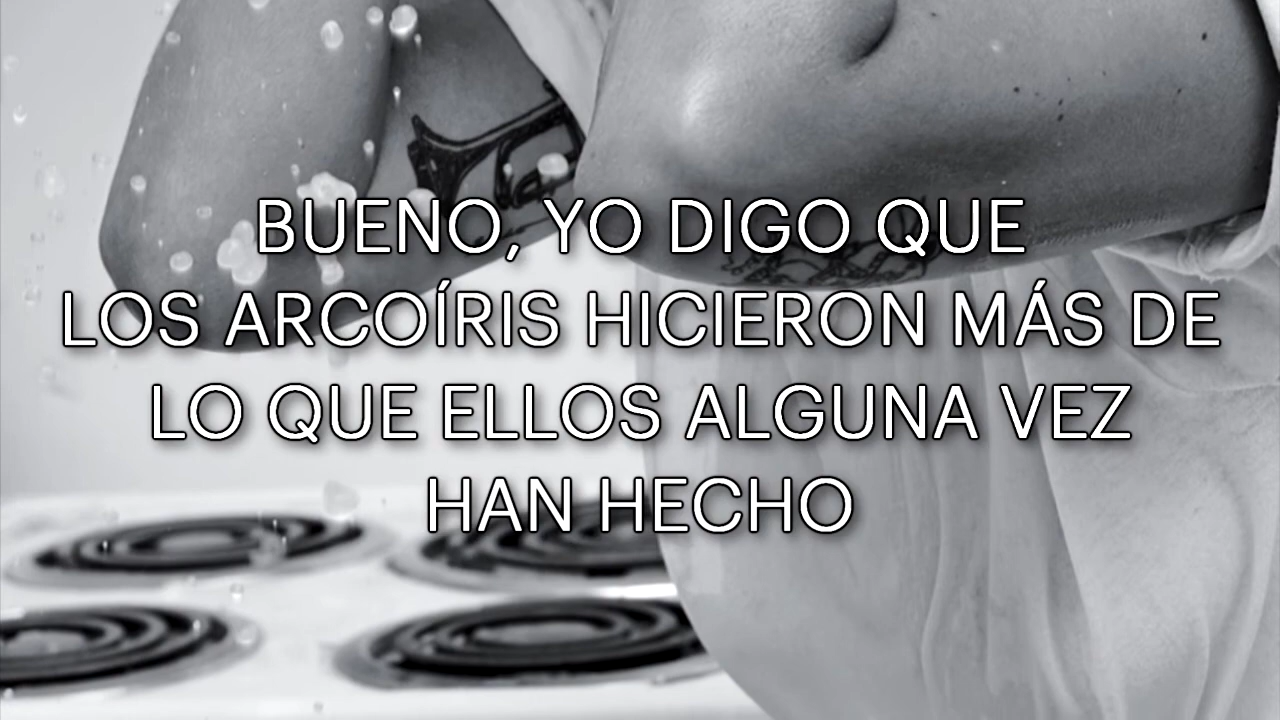 BUENO, YO DIGO QUE
LOS ARCOÍRIS HICIERON MÁS DE
LO QUE ELLOS ALGUNA VEZ
HAN HECHO